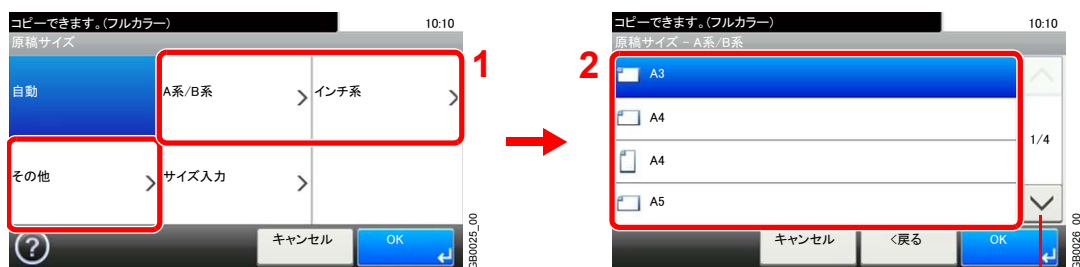 コピーできます。(フルカラー) 10:10
原稿サイズ
自動
A系/B系
インチ系
その他
サイズ入力
キャンセル
OK
GB0025_00
1
2
コピーできます。(フルカラー) 10:10
原稿サイズ - A系/B系
A3
A4
A4
A5
1/4
キャンセル
<戻る
OK
GB0026_00